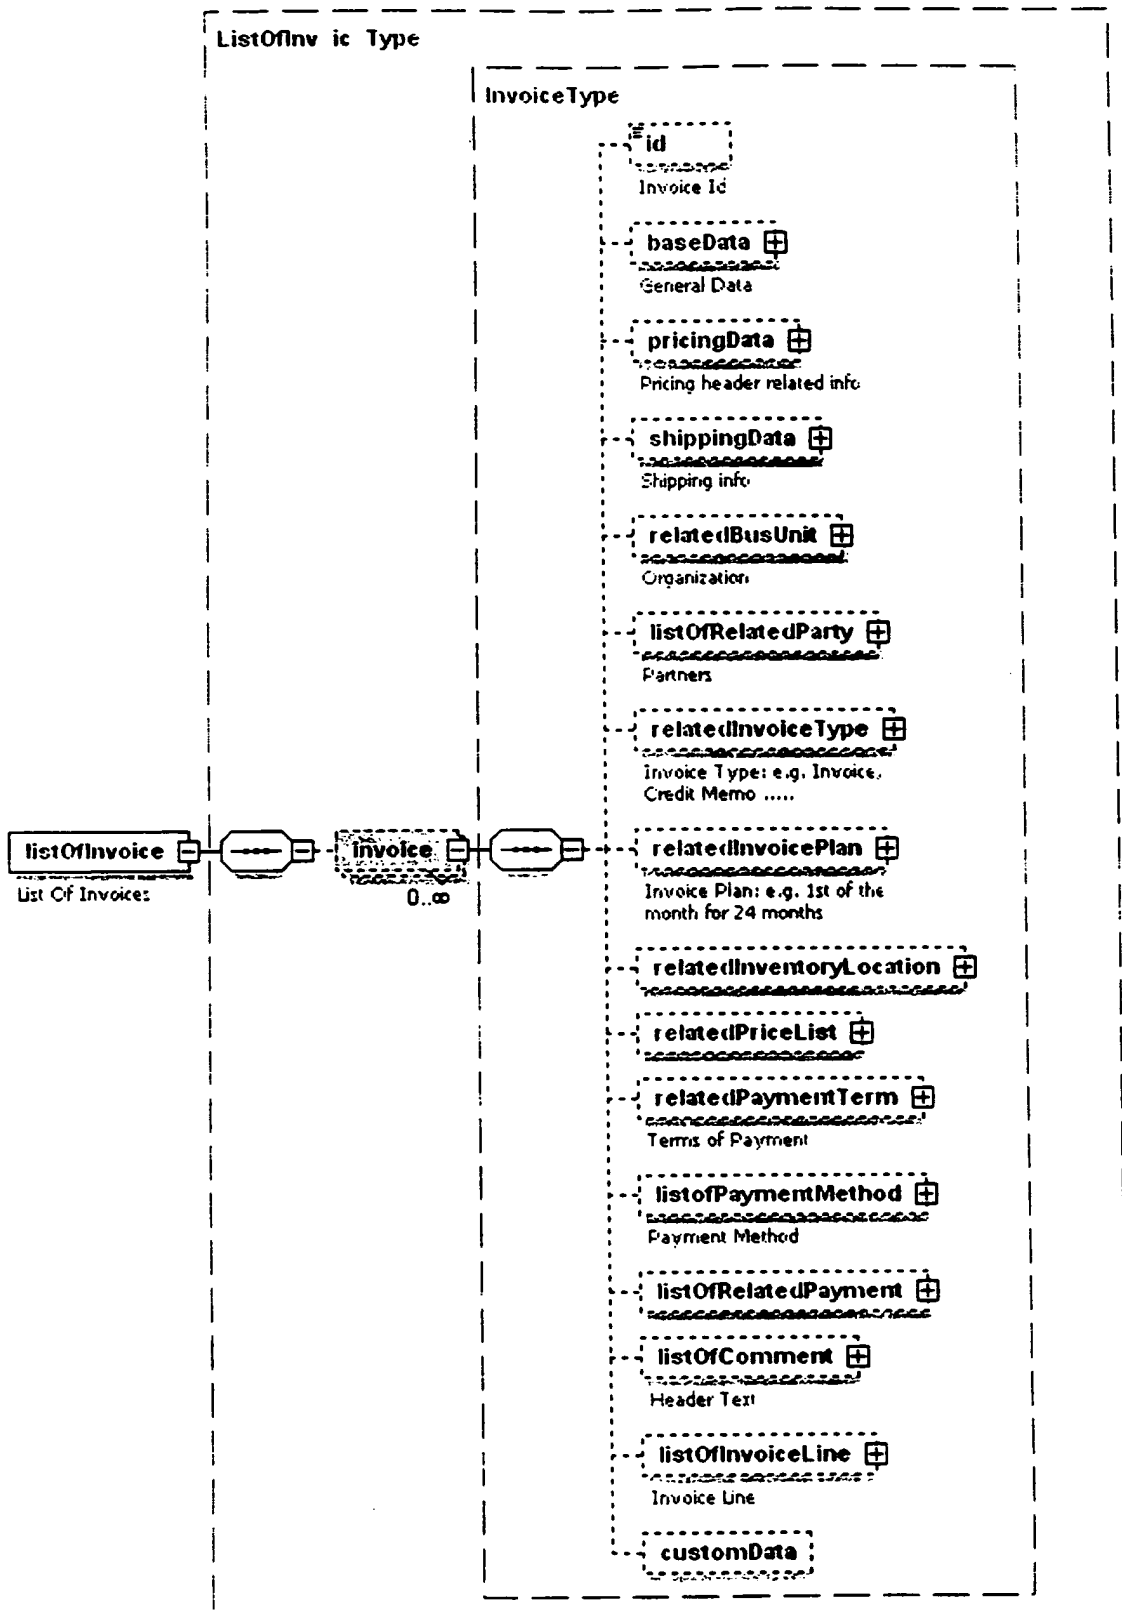 ListOfInv ic Type
InvoiceType
id
Invoice Id
baseData
General Data
pricingData
Pricing header related info
shippingData
Shipping info
relatedBusUnit
Organization
listOfRelatedParty
Partners
relatedInvoiceType
Invoice Type: e.g. Invoice,
Credit Memo .....
listOfInvoice
List Of Invoices
invoice
0..∞
relatedInvoicePlan
Invoice Plan: e.g. 1st of the
month for 24 months
relatedInventoryLocation
relatedPriceList
relatedPaymentTerm
Terms of Payment
listofPaymentMethod
Payment Method
listOfRelatedPayment
listOfComment
Header Text
listOfInvoiceLine
Invoice Line
customData